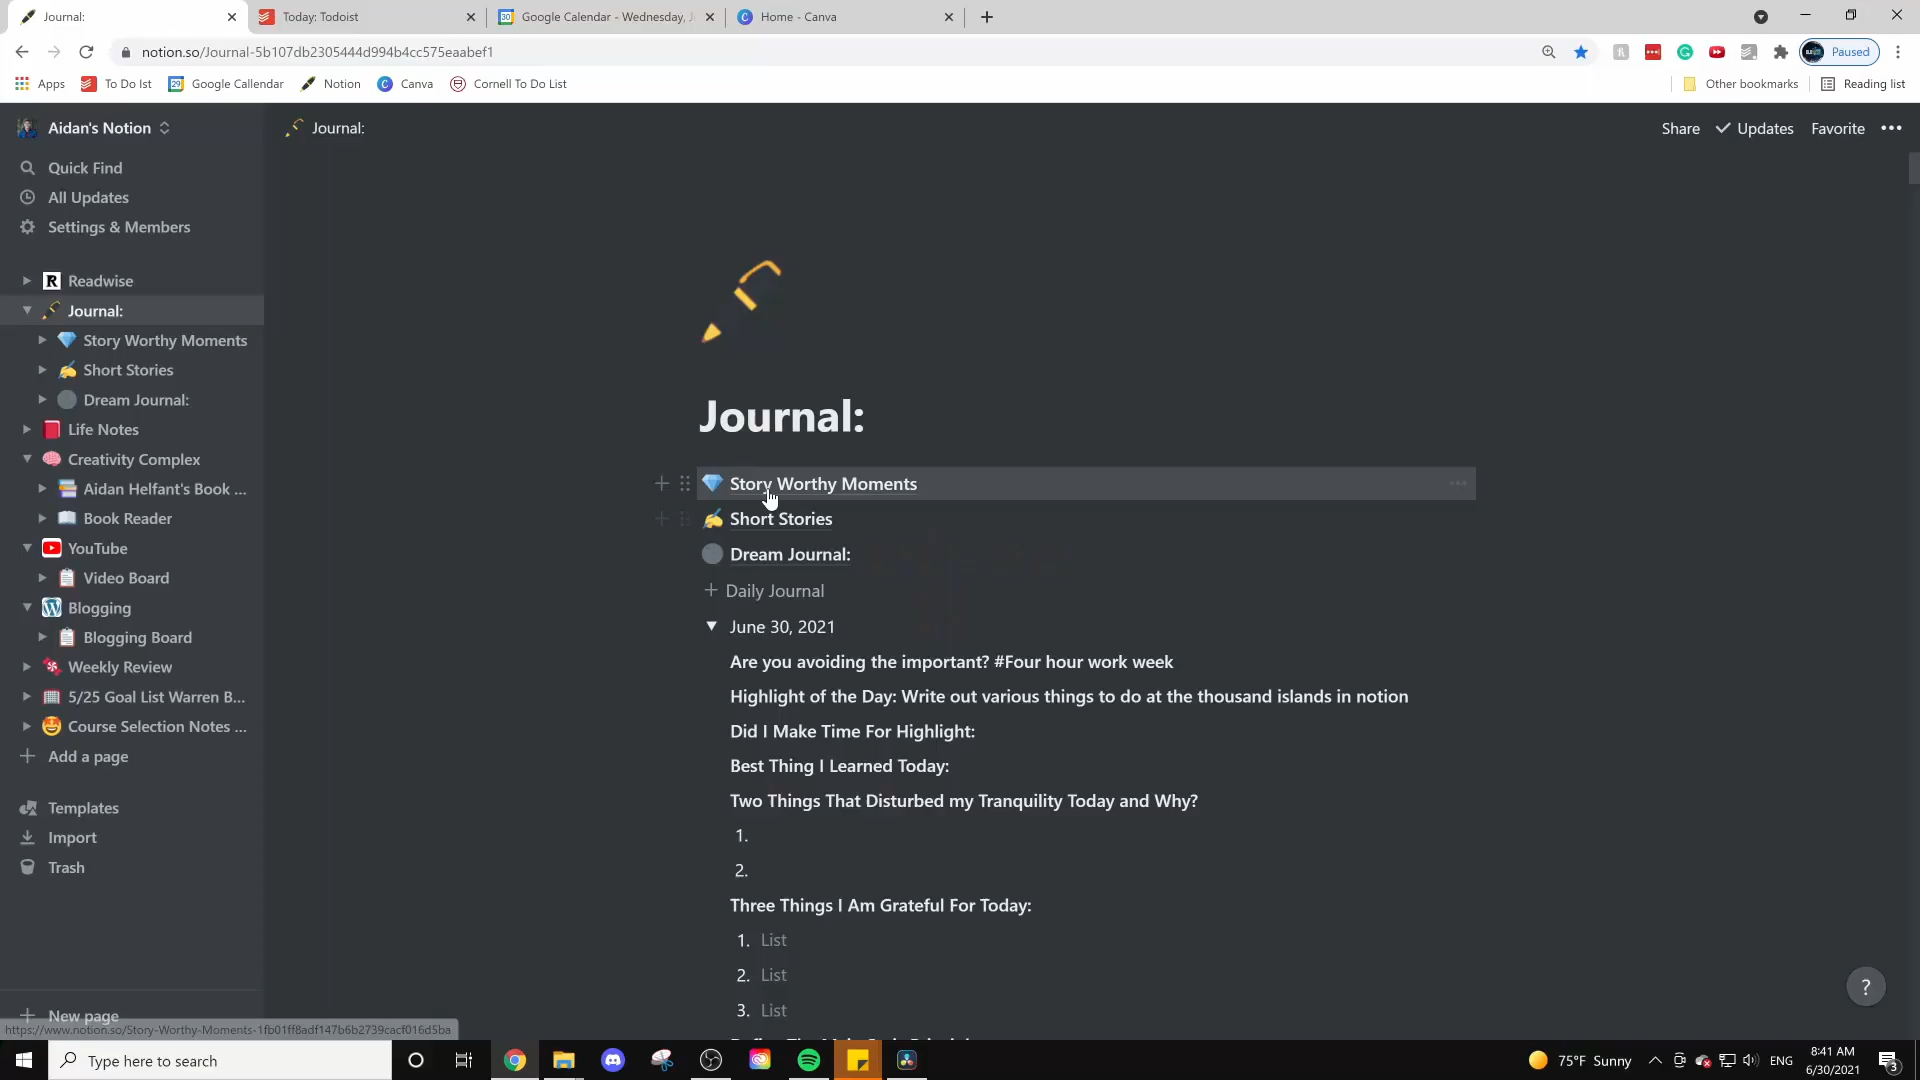 Journal:
Today: Todoist
Google Calendar - Wednesday, J
Home - Canva
notion.so/Journal-5b107db2305444d994b4cc575eaabef1
Paused
Apps
To Do Ist
Google Callendar
Notion
Canva
Cornell To Do List
Other bookmarks
Reading list
Aidan's Notion
Journal:
Share
Updates
Favorite
Quick Find
All Updates
Settings & Members
Readwise
Journal:
Story Worthy Moments
Short Stories
Dream Journal:
Life Notes
Creativity Complex
Aidan Helfant's Book ...
Book Reader
YouTube
Video Board
Blogging
Blogging Board
Weekly Review
5/25 Goal List Warren B...
Course Selection Notes ...
Add a page
Templates
Import
Trash
New page
https://www.notion.so/Story-Worthy-Moments-1fb01ff8adf147b6b2739cacf016d5ba
Journal:
Story Worthy Moments
Short Stories
Dream Journal:
Daily Journal
June 30, 2021
Are you avoiding the important? #Four hour work week
Highlight of the Day: Write out various things to do at the thousand islands in notion
Did I Make Time For Highlight:
Best Thing I Learned Today:
Two Things That Disturbed my Tranquility Today and Why?
1.
2.
Three Things I Am Grateful For Today:
1. List
2. List
3. List
?
Type here to search
75°F Sunny
ENG
8:41 AM
6/30/2021
3